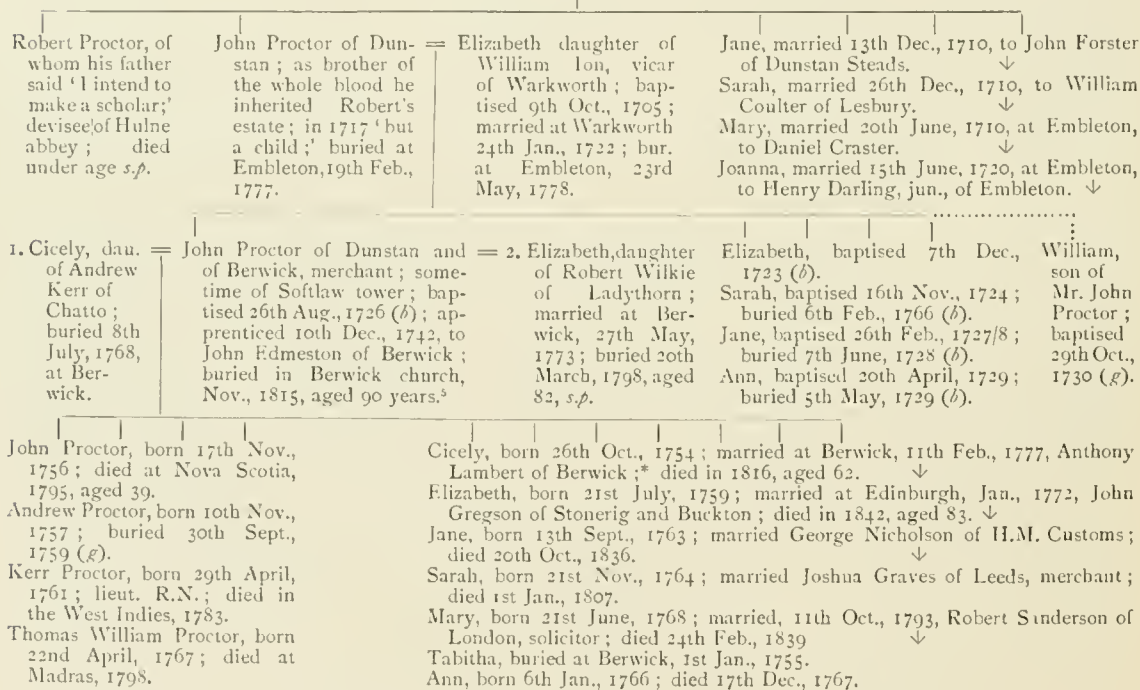 Robert Proctor, of
whom his father
said ‘I intend to
make a scholar;’
devisee of Hulne
abbey ; died
under age s.p.
John Proctor of Dun-
stan ; as brother of
the whole blood he
inherited Robert's
estate ; in 1717 ‘ but
a child ;’ buried at
Embleton, 19th Feb.,
1777.
=
Elizabeth daughter of
William Ion, vicar
of Warkworth ; bap-
tised 9th Oct., 1705 ;
married at Warkworth
24th Jan., 1722 ; bur.
at Embleton, 23rd
May, 1778.
Jane, married 13th Dec., 1710, to John Forster
of Dunstan Steads. ↓
Sarah, married 26th Dec., 1710, to William
Coulter of Lesbury. ↓
Mary, married 20th June, 1710, at Embleton,
to Daniel Craster. ↓
Joanna, married 15th June, 1720, at Embleton,
to Henry Darling, jun., of Embleton. ↓
1. Cicely, dau.
of Andrew
Kerr of
Chatto ;
buried 8th
July, 1768,
at Ber-
wick.
=
John Proctor of Dunstan and
of Berwick, merchant ; some-
time of Softlaw tower ; bap-
tised 26th Aug., 1726 (b) ; ap-
prenticed 10th Dec., 1742, to
John Edmeston of Berwick ;
buried in Berwick church,
Nov., 1815, aged 90 years.⁵
=
2. Elizabeth, daughter
of Robert Wilkie
of Ladythorn ;
married at Ber-
wick, 27th May,
1773 ; buried 20th
March, 1798, aged
82, s.p.
Elizabeth, baptised 7th Dec.,
1723 (b).
Sarah, baptised 16th Nov., 1724 ;
buried 6th Feb., 1766 (b).
Jane, baptised 26th Feb., 1727/8 ;
buried 7th June, 1728 (b).
Ann, baptised 20th April, 1729 ;
buried 5th May, 1729 (b).
William,
son of
Mr. John
Proctor ;
baptised
29th Oct.,
1730 (g).
John Proctor, born 17th Nov.,
1756 ; died at Nova Scotia,
1795, aged 39.
Andrew Proctor, born 10th Nov.,
1757 ; buried 30th Sept.,
1759 (g).
Kerr Proctor, born 29th April,
1761 ; lieut. R.N. ; died in
the West Indies, 1783.
Thomas William Proctor, born
22nd April, 1767 ; died at
Madras, 1798.
Cicely, born 26th Oct., 1754 ; married at Berwick, 11th Feb., 1777, Anthony
Lambert of Berwick ;* died in 1816, aged 62. ↓
Elizabeth, born 21st July, 1759 ; married at Edinburgh, Jan., 1772, John
Gregson of Stonerig and Buckton ; died in 1842, aged 83. ↓
Jane, born 13th Sept., 1763 ; married George Nicholson of H.M. Customs ;
died 20th Oct., 1836. ↓
Sarah, born 21st Nov., 1764 ; married Joshua Graves of Leeds, merchant ;
died 1st Jan., 1807.
Mary, born 21st June, 1768 ; married, 11th Oct., 1793, Robert Sanderson of
London, solicitor ; died 24th Feb., 1839 ↓
Tabitha, buried at Berwick, 1st Jan., 1755.
Ann, born 6th Jan., 1766 ; died 17th Dec., 1767.